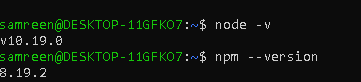 samreen@DESKTOP-11GFKO7:~$ node -v
v10.19.0
samreen@DESKTOP-11GFKO7:~$ npm --version
8.19.2